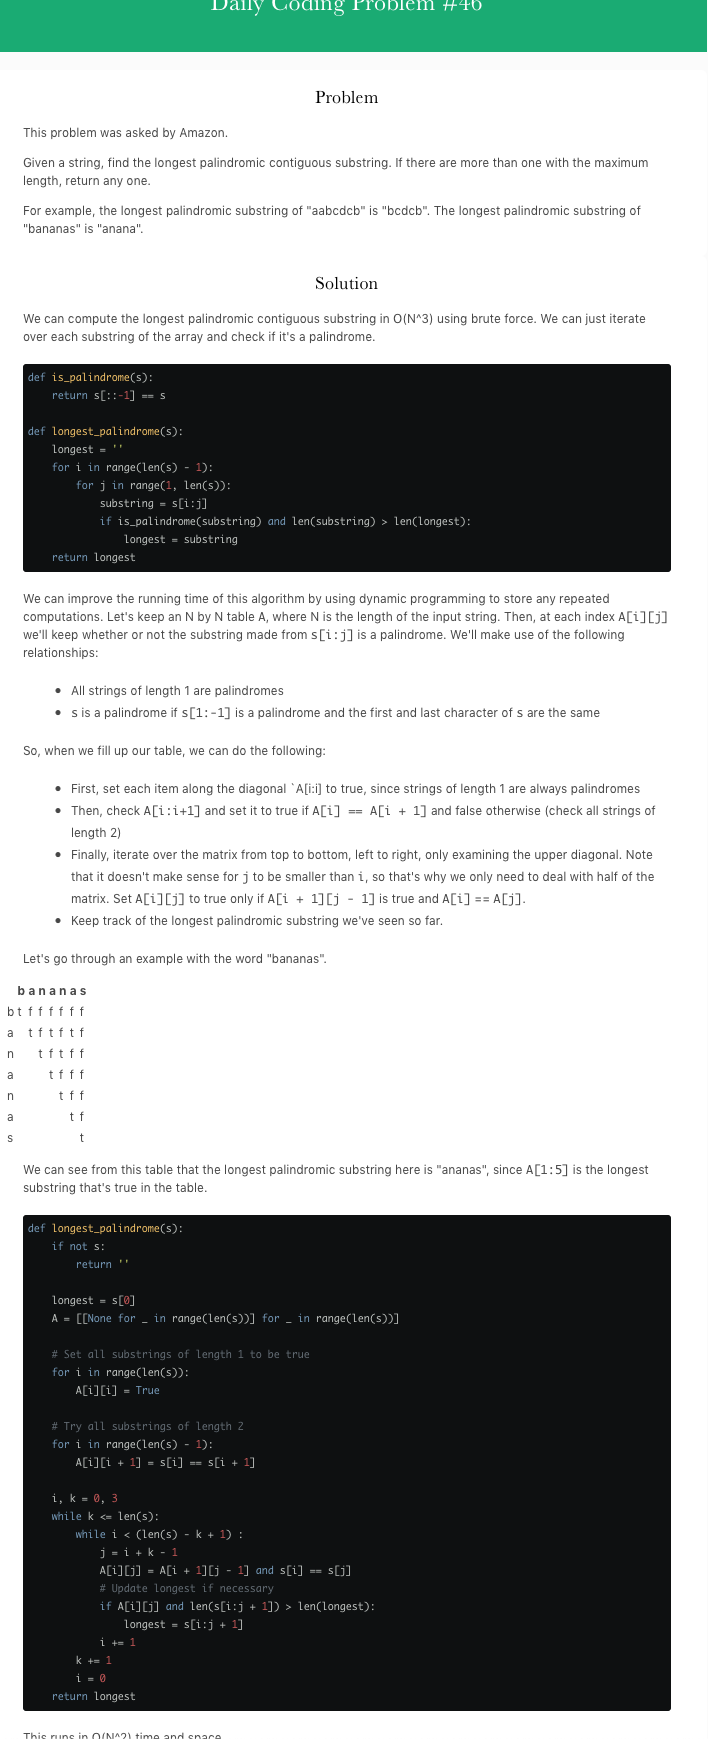 Daily Coding Problem #46
Problem
This problem was asked by Amazon.
Given a string, find the longest palindromic contiguous substring. If there are more than one with the maximum
length, return any one.
For example, the longest palindromic substring of "aabcdcb" is "bcdcb". The longest palindromic substring of
"bananas" is "anana".
Solution
We can compute the longest palindromic contiguous substring in O(N^3) using brute force. We can just iterate
over each substring of the array and check if it's a palindrome.
def is_palindrome(s):
    return s[::-1] == s

def longest_palindrome(s):
    longest = ''
    for i in range(len(s) - 1):
        for j in range(1, len(s)):
            substring = s[i:j]
            if is_palindrome(substring) and len(substring) > len(longest):
                longest = substring
    return longest
We can improve the running time of this algorithm by using dynamic programming to store any repeated
computations. Let's keep an N by N table A, where N is the length of the input string. Then, at each index A[i][j]
we'll keep whether or not the substring made from s[i:j] is a palindrome. We'll make use of the following
relationships:
• All strings of length 1 are palindromes
• s is a palindrome if s[1:-1] is a palindrome and the first and last character of s are the same
So, when we fill up our table, we can do the following:
• First, set each item along the diagonal `A[i:i] to true, since strings of length 1 are always palindromes
• Then, check A[i:i+1] and set it to true if A[i] == A[i + 1] and false otherwise (check all strings of
length 2)
• Finally, iterate over the matrix from top to bottom, left to right, only examining the upper diagonal. Note
that it doesn't make sense for j to be smaller than i, so that's why we only need to deal with half of the
matrix. Set A[i][j] to true only if A[i + 1][j - 1] is true and A[i] == A[j].
• Keep track of the longest palindromic substring we've seen so far.
Let's go through an example with the word "bananas".
b a n a n a s
b t f f f f f f
a t f t f t f
n t f t f f
a t f f f
n t f f
a t f
s t
We can see from this table that the longest palindromic substring here is "ananas", since A[1:5] is the longest
substring that's true in the table.
def longest_palindrome(s):
    if not s:
        return ''

    longest = s[0]
    A = [[None for _ in range(len(s))] for _ in range(len(s))]

    # Set all substrings of length 1 to be true
    for i in range(len(s)):
        A[i][i] = True

    # Try all substrings of length 2
    for i in range(len(s) - 1):
        A[i][i + 1] = s[i] == s[i + 1]

    i, k = 0, 3
    while k <= len(s):
        while i < (len(s) - k + 1) :
            j = i + k - 1
            A[i][j] = A[i + 1][j - 1] and s[i] == s[j]
            # Update longest if necessary
            if A[i][j] and len(s[i:j + 1]) > len(longest):
                longest = s[i:j + 1]
            i += 1
        k += 1
        i = 0
    return longest
This runs in O(N^2) time and space.